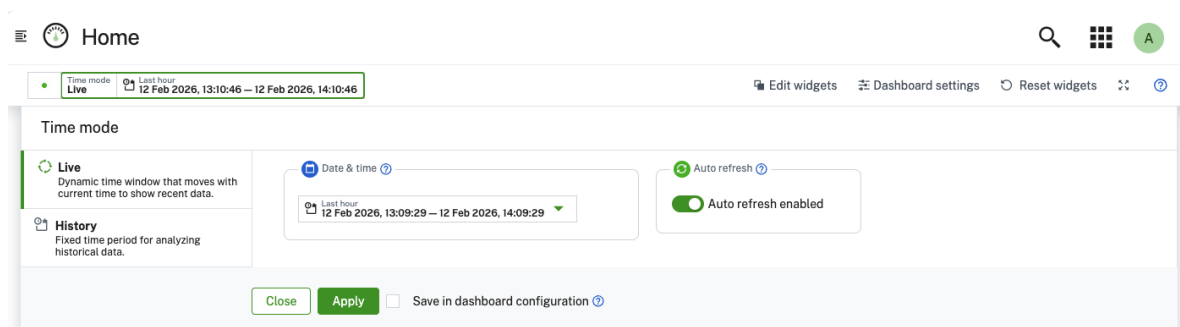 Home
A
Time mode
Live
Last hour
12 Feb 2026, 13:10:46 — 12 Feb 2026, 14:10:46
Edit widgets
Dashboard settings
Reset widgets
?
Time mode
Live
Dynamic time window that moves with
current time to show recent data.
History
Fixed time period for analyzing
historical data.
Date & time ?
Last hour
12 Feb 2026, 13:09:29 — 12 Feb 2026, 14:09:29
Auto refresh ?
Auto refresh enabled
Close
Apply
Save in dashboard configuration ?